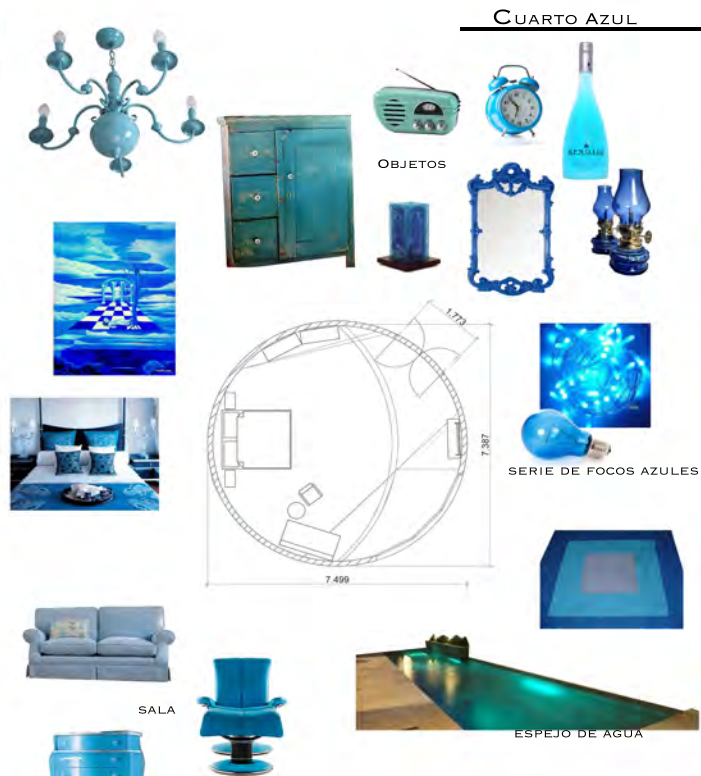 CUARTO AZUL
OBJETOS
1.773
7.387
SERIE DE FOCOS AZULES
7.499
SALA
ESPEJO DE AGUA